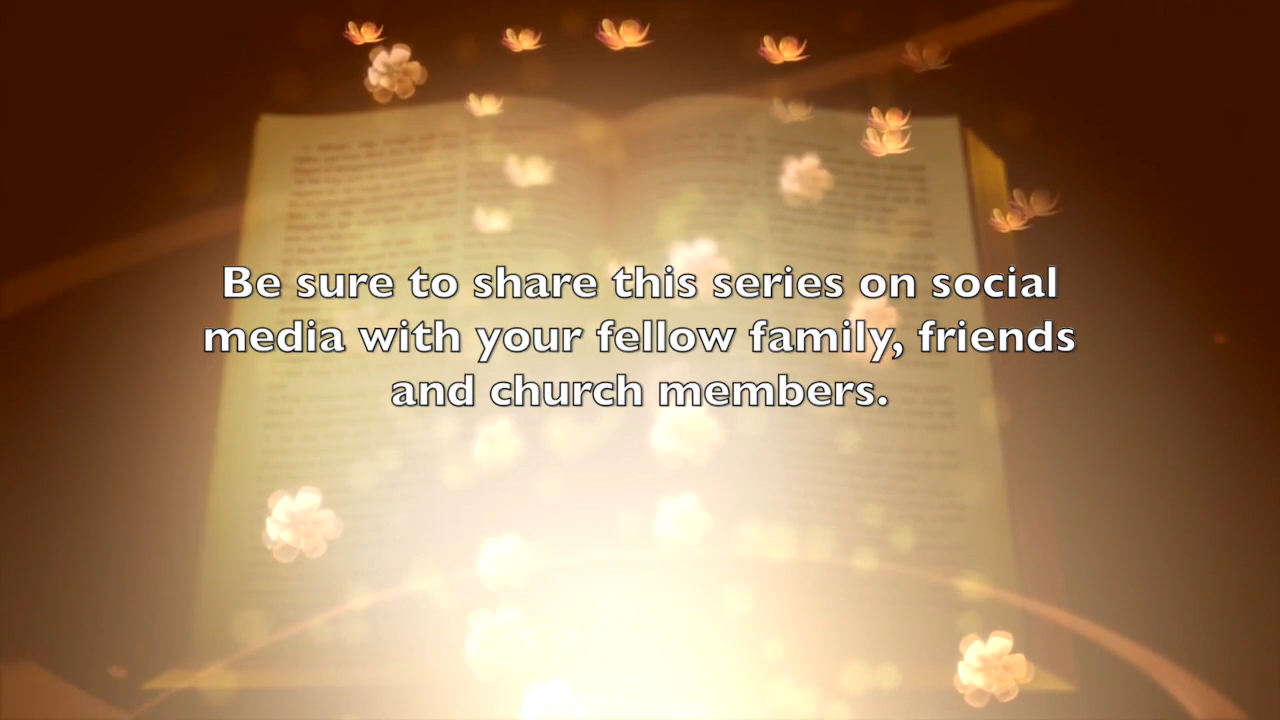 Be sure to share this series on social
media with your fellow family, friends
and church members.